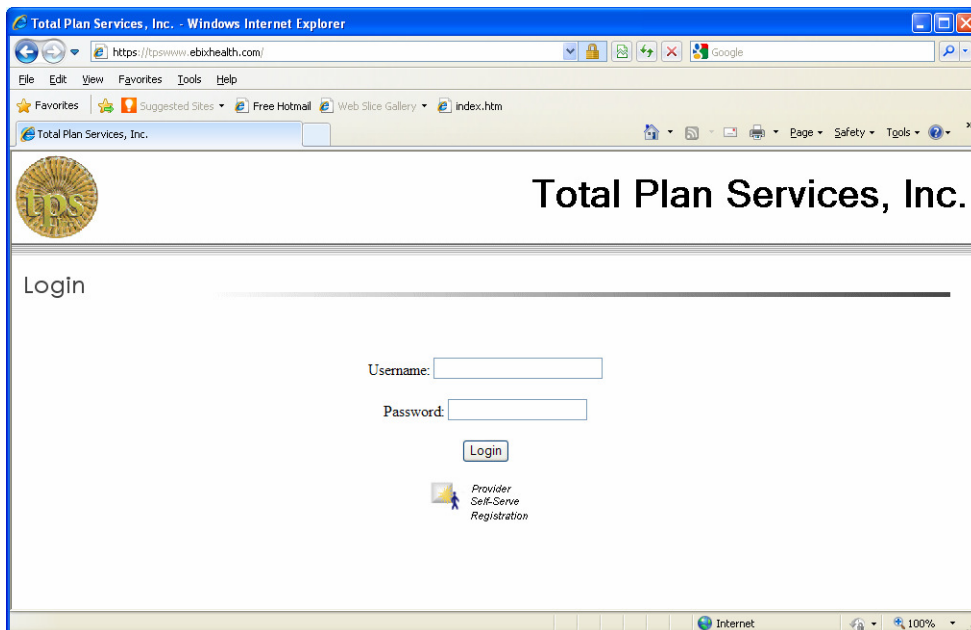 Total Plan Services, Inc. - Windows Internet Explorer
https://tpswww.ebixhealth.com/
Google
File Edit View Favorites Tools Help
Favorites Suggested Sites Free Hotmail Web Slice Gallery index.htm
Total Plan Services, Inc. Page Safety Tools
tps
Total Plan Services, Inc.
Login
Username:
Password:
Login
Provider
Self-Serve
Registration
Internet 100%